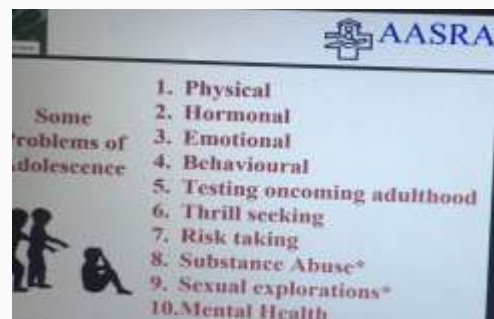 AASRA
Some
roblems of
dolescence
1. Physical
2. Hormonal
3. Emotional
4. Behavioural
5. Testing oncoming adulthood
6. Thrill seeking
7. Risk taking
8. Substance Abuse*
9. Sexual explorations*
10.Mental Health